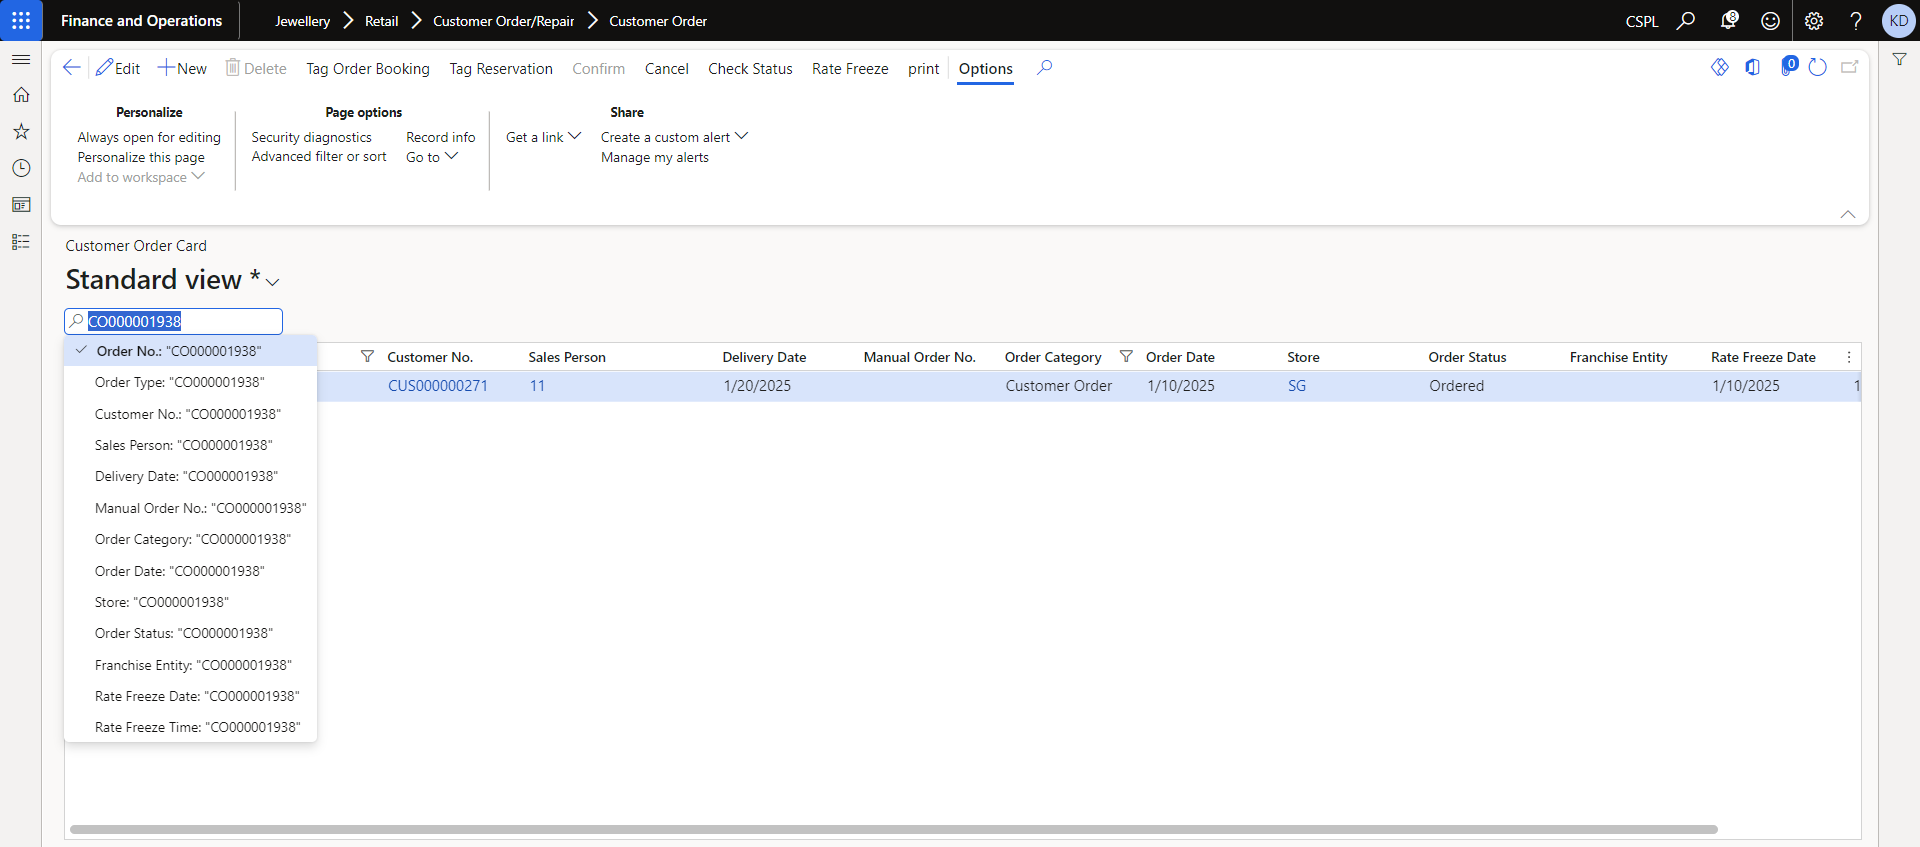 Finance and Operations
Jewellery > Retail > Customer Order/Repair > Customer Order
CSPL
8
KD
Edit New Delete Tag Order Booking Tag Reservation Confirm Cancel Check Status Rate Freeze print Options
0
Personalize
Always open for editing
Personalize this page
Add to workspace
Page options
Security diagnostics
Advanced filter or sort
Record info
Go to
Get a link
Share
Create a custom alert
Manage my alerts
Customer Order Card
Standard view *
CO000001938
Order No.: "CO000001938"
Order Type: "CO000001938"
Customer No.: "CO000001938"
Sales Person: "CO000001938"
Delivery Date: "CO000001938"
Manual Order No.: "CO000001938"
Order Category: "CO000001938"
Order Date: "CO000001938"
Store: "CO000001938"
Order Status: "CO000001938"
Franchise Entity: "CO000001938"
Rate Freeze Date: "CO000001938"
Rate Freeze Time: "CO000001938"
Customer No. Sales Person Delivery Date Manual Order No. Order Category Order Date Store Order Status Franchise Entity Rate Freeze Date
CUS000000271 11 1/20/2025 Customer Order 1/10/2025 SG Ordered 1/10/2025 1